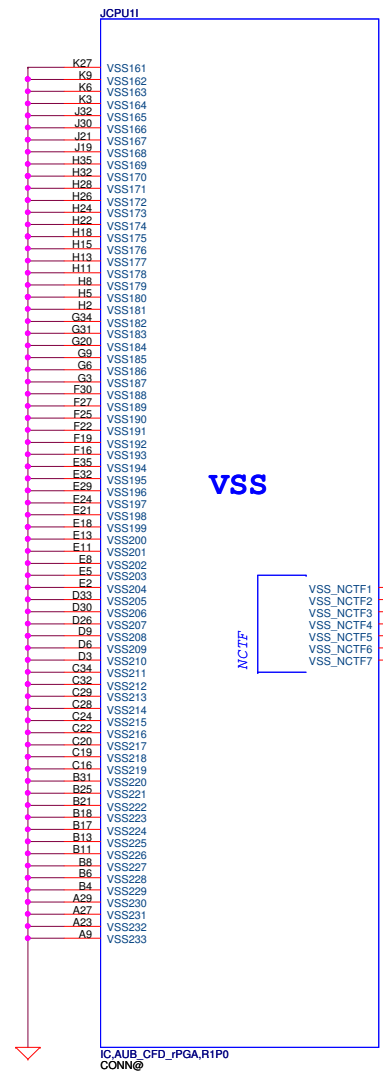 JCPU1I
K27 VSS161
K9 VSS162
K6 VSS163
K3 VSS164
J32 VSS165
J30 VSS166
J21 VSS167
J19 VSS168
H35 VSS169
H32 VSS170
H28 VSS171
H26 VSS172
H24 VSS173
H22 VSS174
H18 VSS175
H15 VSS176
H13 VSS177
H11 VSS178
H8 VSS179
H5 VSS180
H2 VSS181
G34 VSS182
G31 VSS183
G20 VSS184
G9 VSS185
G6 VSS186
G3 VSS187
F30 VSS188
F27 VSS189
F25 VSS190
F22 VSS191
F19 VSS192
F16 VSS193
E35 VSS194
E32 VSS195
E29 VSS196
E24 VSS197
E21 VSS198
E18 VSS199
E13 VSS200
E11 VSS201
E8 VSS202
E5 VSS203
E2 VSS204
D33 VSS205
D30 VSS206
D26 VSS207
D9 VSS208
D6 VSS209
D3 VSS210
C34 VSS211
C32 VSS212
C29 VSS213
C28 VSS214
C24 VSS215
C22 VSS216
C20 VSS217
C19 VSS218
C16 VSS219
B31 VSS220
B25 VSS221
B21 VSS222
B18 VSS223
B17 VSS224
B13 VSS225
B11 VSS226
B8 VSS227
B6 VSS228
B4 VSS229
A29 VSS230
A27 VSS231
A23 VSS232
A9 VSS233
VSS
NCTF
VSS_NCTF1
VSS_NCTF2
VSS_NCTF3
VSS_NCTF4
VSS_NCTF5
VSS_NCTF6
VSS_NCTF7
IC,AUB_CFD_rPGA,R1P0
CONN@